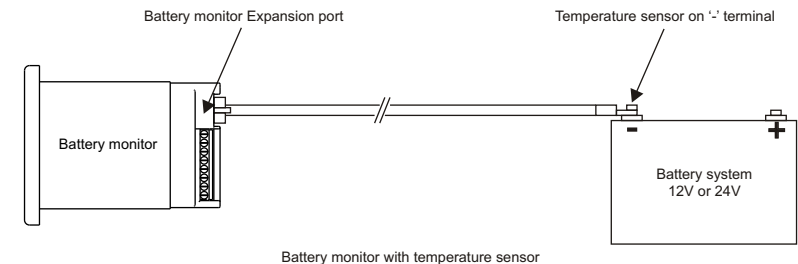 Battery monitor Expansion port
Temperature sensor on ‘-’ terminal
Battery monitor
- +
Battery system
12V or 24V
Battery monitor with temperature sensor